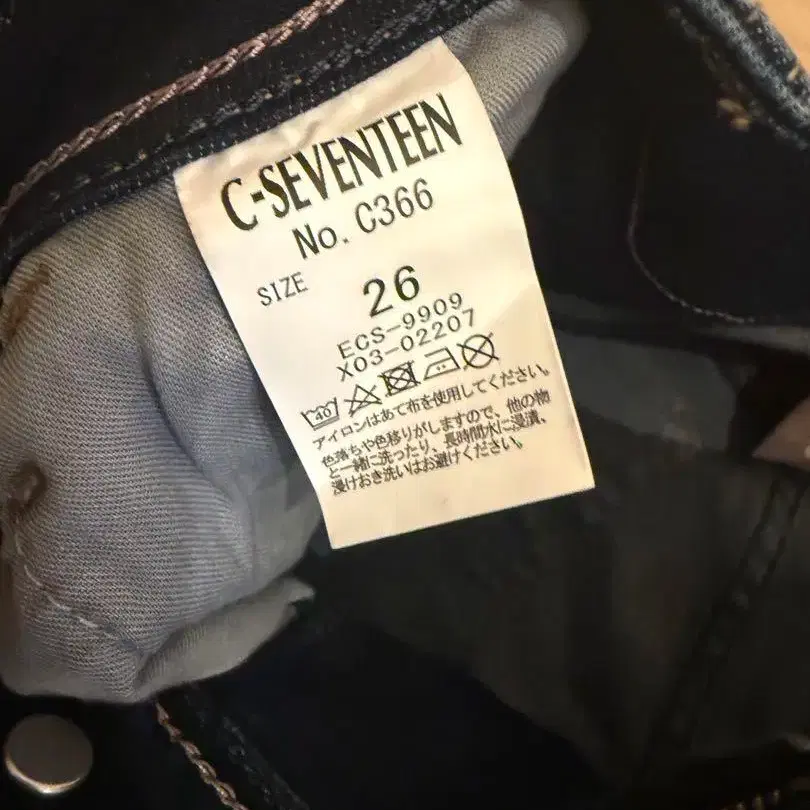 C-SEVENTEEN
No. C366
SIZE 26
ECS-9909
X03-02207
40
アイロンはあて布を使用してください。
色落ちや色移りがしますので、他の物
と一緒に洗ったり、長時間水に浸漬、
浸けおき洗いはお避けください。